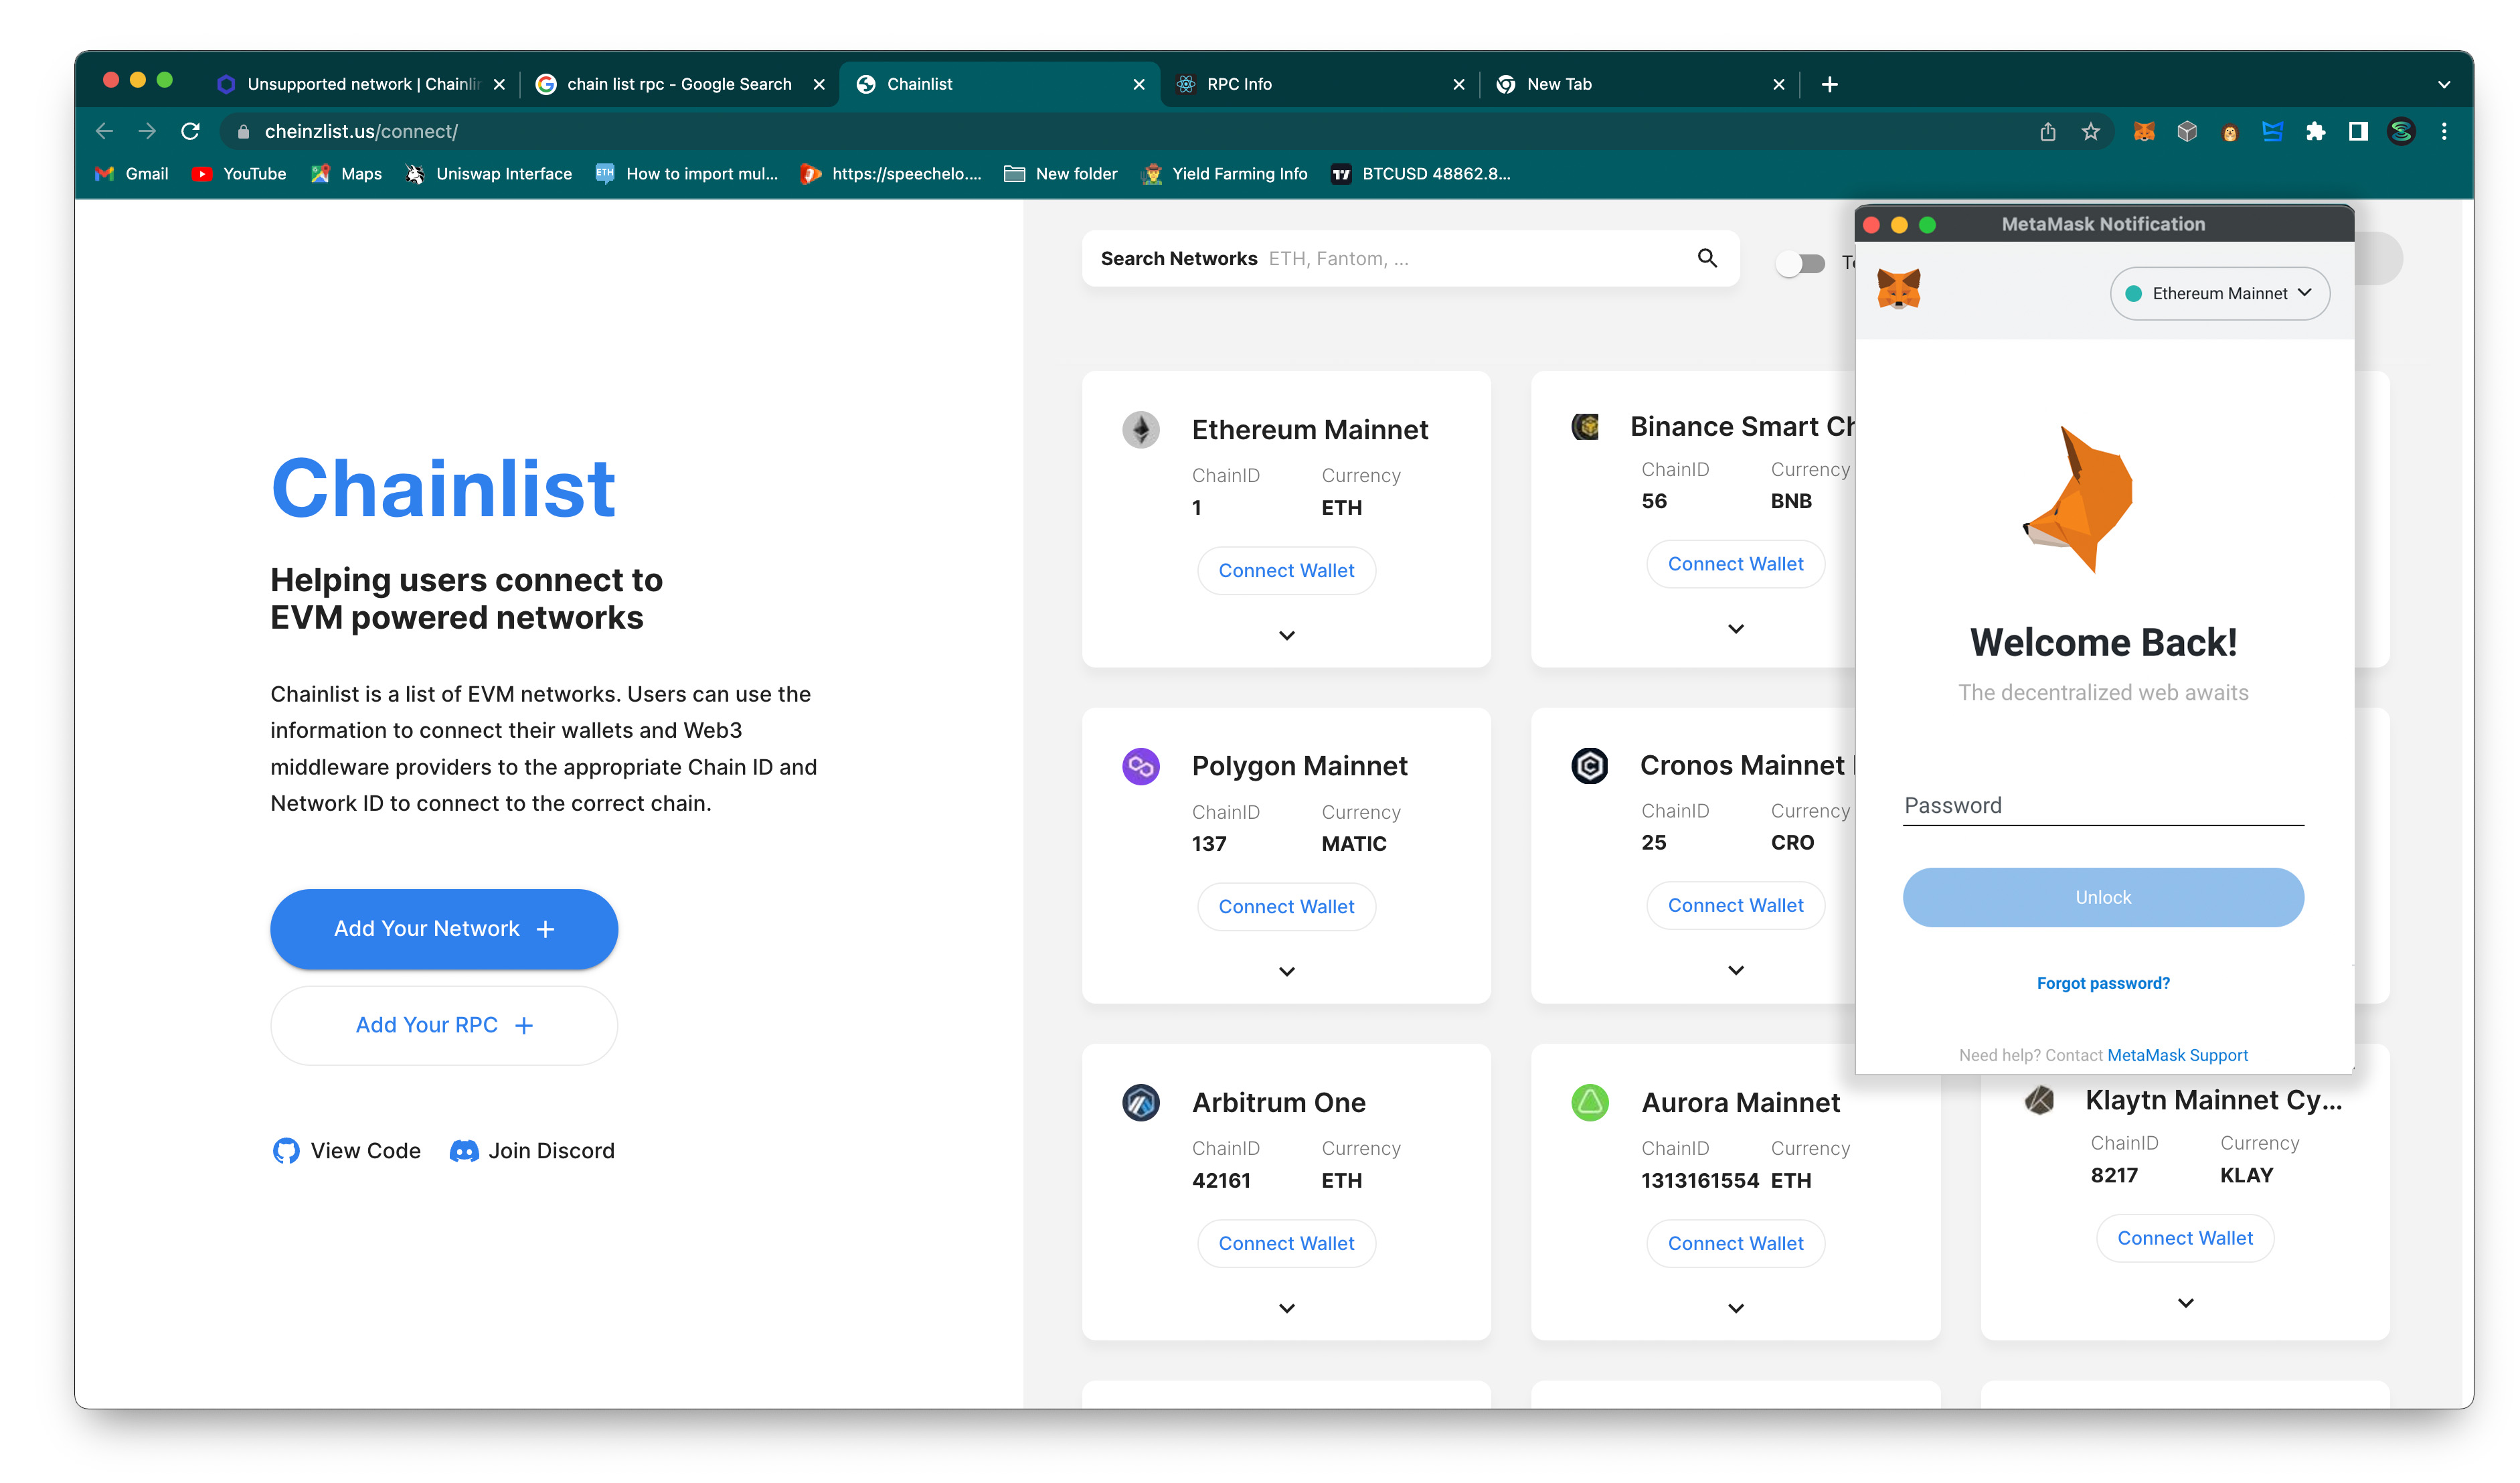 Unsupported network | Chainlin
chain list rpc - Google Search
Chainlist
RPC Info
New Tab
cheinzlist.us/connect/
Gmail
YouTube
Maps
Uniswap Interface
ETH
How to import mul...
https://speechelo....
New folder
Yield Farming Info
BTCUSD 48862.8...
Chainlist
Helping users connect to
EVM powered networks
Chainlist is a list of EVM networks. Users can use the
information to connect their wallets and Web3
middleware providers to the appropriate Chain ID and
Network ID to connect to the correct chain.
Add Your Network +
Add Your RPC +
View Code
Join Discord
Search Networks ETH, Fantom, ...
Ethereum Mainnet
ChainID Currency
1 ETH
Connect Wallet
Binance Smart Ch
ChainID Currency
56 BNB
Connect Wallet
Polygon Mainnet
ChainID Currency
137 MATIC
Connect Wallet
Cronos Mainnet
ChainID Currency
25 CRO
Connect Wallet
Arbitrum One
ChainID Currency
42161 ETH
Connect Wallet
Aurora Mainnet
ChainID Currency
1313161554 ETH
Connect Wallet
Klaytn Mainnet Cy...
ChainID Currency
8217 KLAY
Connect Wallet
MetaMask Notification
Ethereum Mainnet
Welcome Back!
The decentralized web awaits
Password
Unlock
Forgot password?
Need help? Contact MetaMask Support